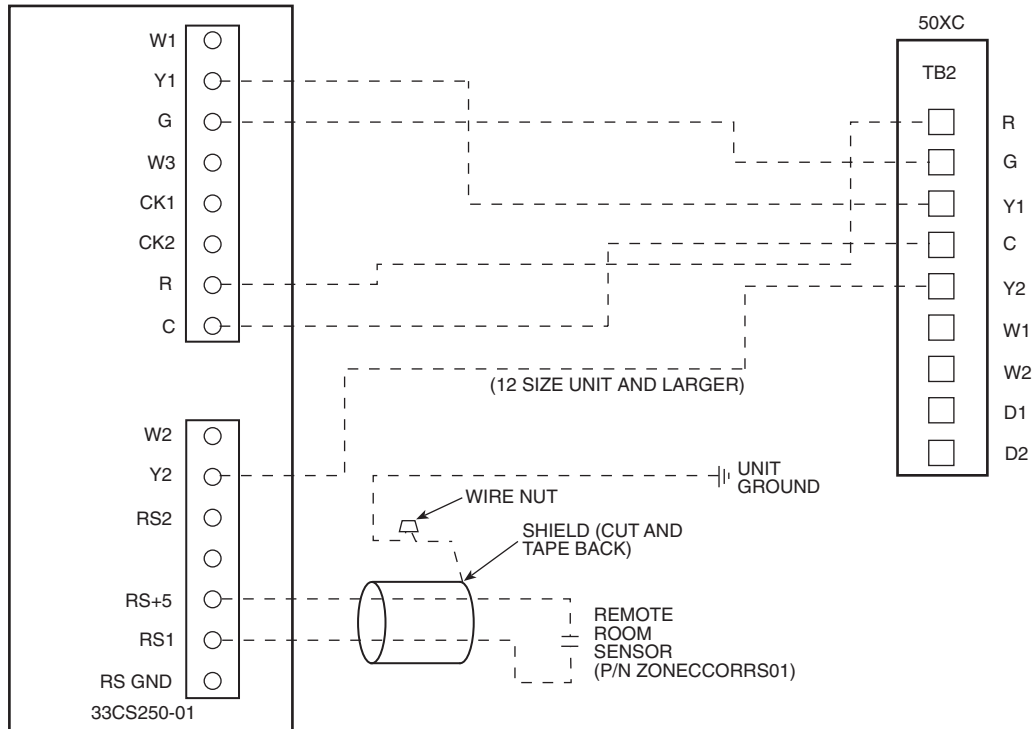 W1
Y1
G
W3
CK1
CK2
R
C
W2
Y2
RS2
RS+5
RS1
RS GND
33CS250-01
(12 SIZE UNIT AND LARGER)
UNIT
GROUND
WIRE NUT
SHIELD (CUT AND
TAPE BACK)
REMOTE
ROOM
SENSOR
(P/N ZONECCORRS01)
50XC
TB2
R
G
Y1
C
Y2
W1
W2
D1
D2